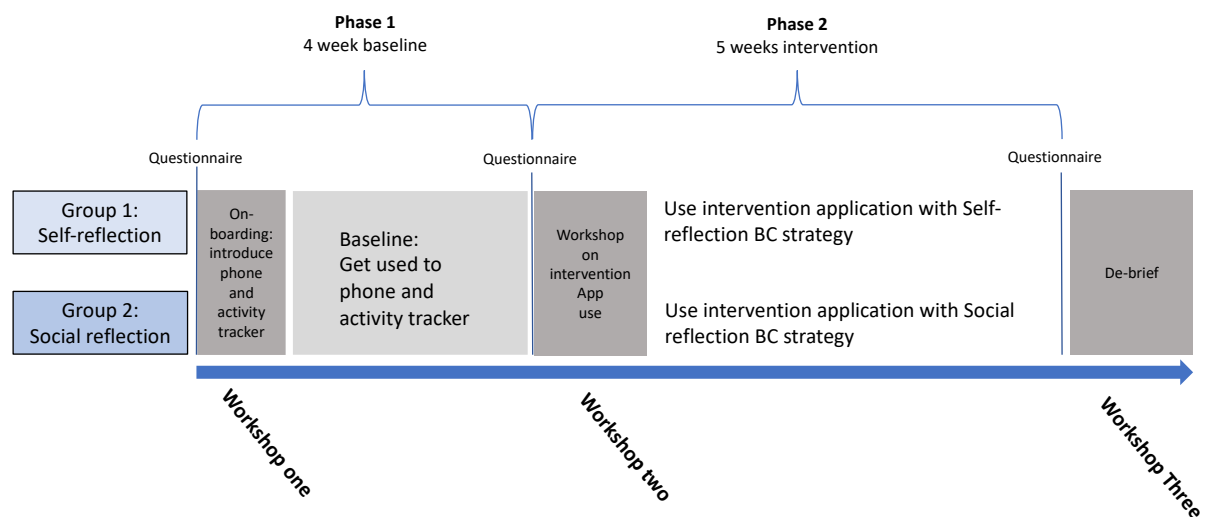 Phase 1
4 week baseline
Phase 2
5 weeks intervention
Questionnaire
Questionnaire
Questionnaire
Group 1:
Self-reflection
Group 2:
Social reflection
On-
boarding:
introduce
phone
and
activity
tracker
Baseline:
Get used to
phone and
activity tracker
Workshop
on
intervention
App
use
Use intervention application with Self-
reflection BC strategy
Use intervention application with Social
reflection BC strategy
De-brief
Workshop one
Workshop two
Workshop Three